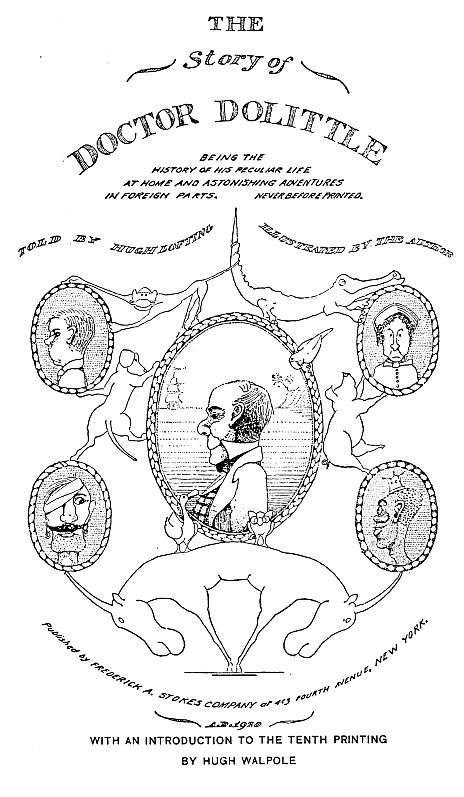 THE
Story of
DOCTOR DOLITTLE
BEING THE
HISTORY OF HIS PECULIAR LIFE
AT HOME AND ASTONISHING ADVENTURES
IN FOREIGN PARTS. NEVER BEFORE PRINTED.
TOLD BY HUGH LOFTING
ILLUSTRATED BY THE AUTHOR
Published by FREDERICK A. STOKES COMPANY at 443 FOURTH AVENUE, NEW YORK.
A.D. 1920
WITH AN INTRODUCTION TO THE TENTH PRINTING
BY HUGH WALPOLE